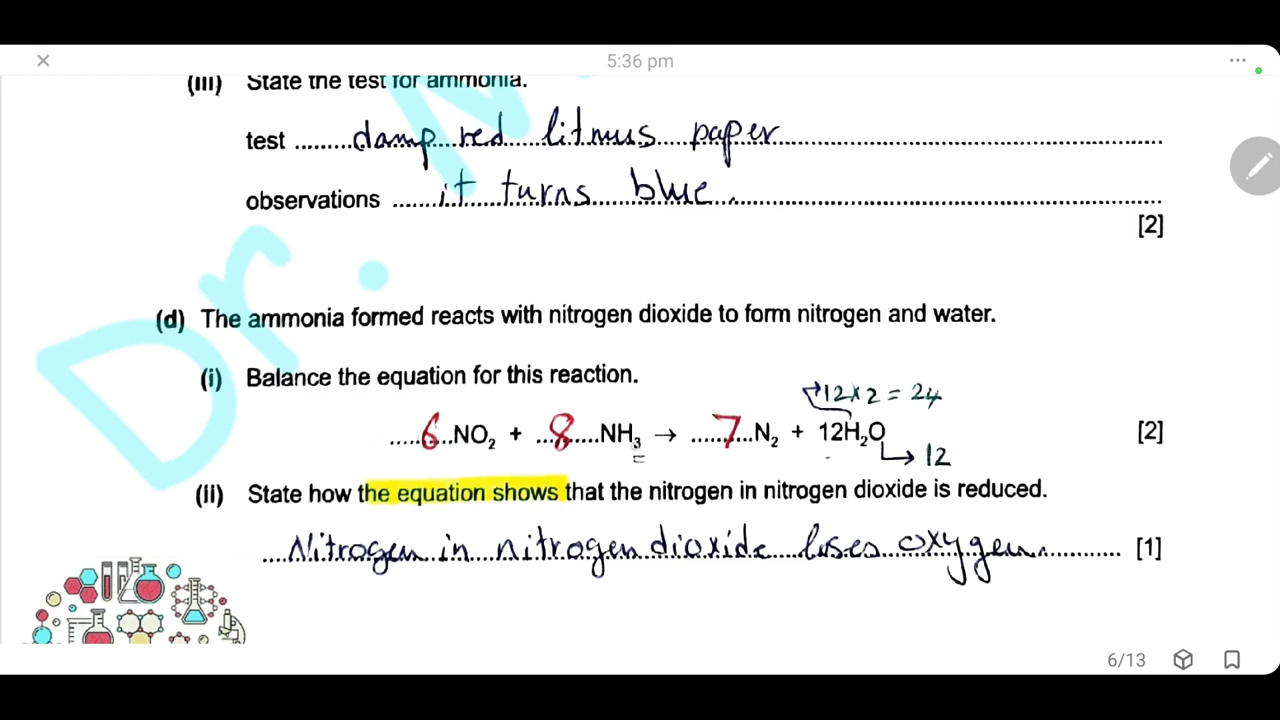 5:36 pm
(iii) State the test for ammonia.
test ........damp red litmus paper........
observations ........it turns blue.........
[2]
(d) The ammonia formed reacts with nitrogen dioxide to form nitrogen and water.
(i) Balance the equation for this reaction.
12 x 2 = 24
.....6..NO₂ + ...8.....NH₃ → .......7...N₂ + 12H₂O [2]
12
(ii) State how the equation shows that the nitrogen in nitrogen dioxide is reduced.
...Nitrogen in nitrogen dioxide loses oxygen........... [1]
6/13